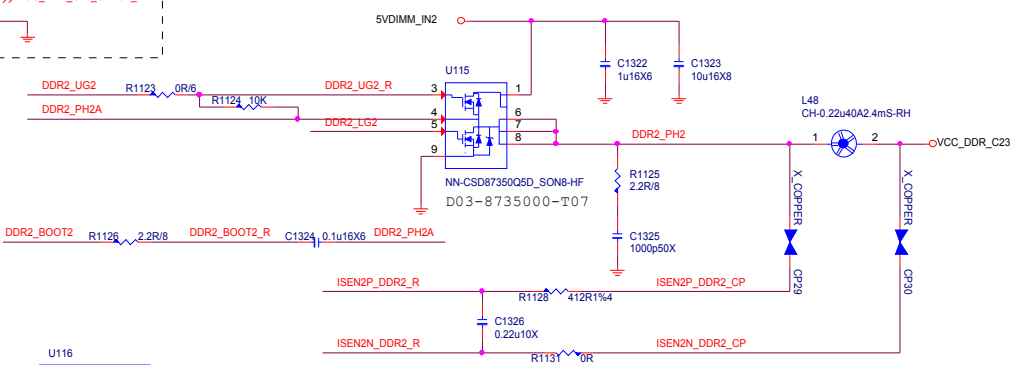 5VDIMM_IN2
C1322
1u16X6
C1323
10u16X8
U115
DDR2_UG2
R1123
0R/6
DDR2_UG2_R
3
1
R1124
10K
DDR2_PH2A
4
DDR2_LG2
5
6
7
8
9
DDR2_PH2
L48
CH-0.22u40A2.4mS-RH
1
2
VCC_DDR_C23
NN-CSD87350Q5D_SON8-HF
D03-8735000-T07
R1125
2.2R/8
X_COPPER
X_COPPER
DDR2_BOOT2
R1126
2.2R/8
DDR2_BOOT2_R
C1324
0.1u16X6
DDR2_PH2A
C1325
1000p50X
CP29
CP30
ISEN2P_DDR2_R
R1128
412R1%4
ISEN2P_DDR2_CP
C1326
0.22u10X
ISEN2N_DDR2_R
R1131
0R
ISEN2N_DDR2_CP
U116